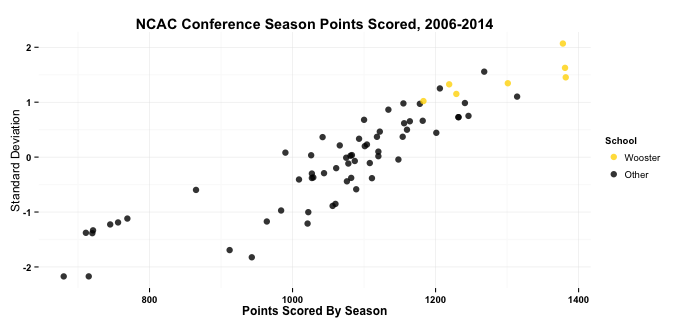 NCAC Conference Season Points Scored, 2006-2014
Standard Deviation
2
1
0
-1
-2
800
1000
1200
1400
Points Scored By Season
School
Wooster
Other